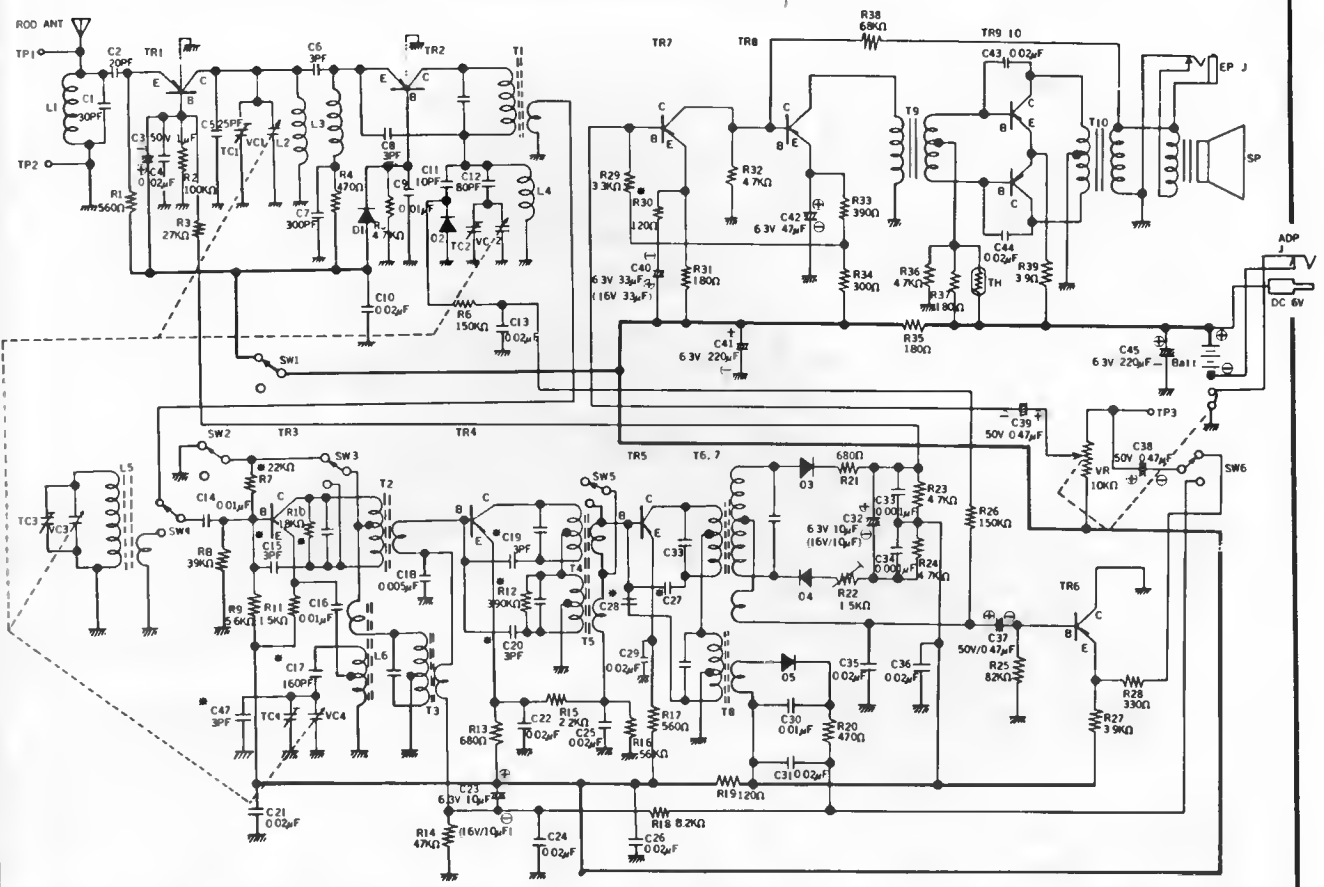 ROD ANT
TP1
C2
20PF
TR1
E
C
B
C6
3PF
TR2
E
C
B
T1
L1
C1
30PF
C3
50V 1μF
C4
0.02μF
R2
100KΩ
C5
25PF
TC1
VC1
L2
L3
C8
3PF
TP2
R1
560Ω
R3
27KΩ
C7
300PF
R4
470Ω
D1
4.7KΩ
C9
0.01μF
C11
10PF
C12
80PF
D2
TC2
VC2
L4
C10
0.02μF
R6
150KΩ
C13
0.02μF
SW1
R38
68KΩ
TR7
TR8
TR9 10
C43 0.02μF
EP J
C
E
B
C
E
B
T9
C
B
E
E
B
C
T10
SP
R29
3.3KΩ
*
R30
120Ω
R32
4.7KΩ
C42
6.3V 47μF
R33
390Ω
C44
0.02μF
C40
6.3V 33μF
(16V 33μF)
R31
180Ω
R34
300Ω
R36
4.7KΩ
R37
180Ω
TH
R39
3.9Ω
ADP
J
DC 6V
C41
6.3V 220μF
R35
180Ω
C45
6.3V 220μF
Batt
C39
50V 0.47μF
TP3
C38
50V 0.47μF
VR
10KΩ
SW6
SW2
TR3
SW3
TR4
SW5
TR5
T6,7
680Ω
R21
D3
L5
TC3
VC3
SW4
C14
0.01μF
* 22KΩ
R7
B
C
E
R10
18KΩ
T2
C15
3PF
R8
39KΩ
R9
5.6KΩ
R11
1.5KΩ
C16
0.01μF
C18
0.005μF
B
C
E
C19
3PF
T4
R12
390KΩ
C20
3PF
T5
B
C
E
C33
C27
C28
C33
0.001μF
R23
4.7KΩ
C32
6.3V 10μF
(16V/10μF)
C34
0.001μF
R24
4.7KΩ
D4
R22
1.5KΩ
R26
150KΩ
TR6
C
B
E
C37
50V/0.47μF
R25
82KΩ
R28
330Ω
R27
3.9KΩ
C17
160PF
L6
T3
C47
3PF
TC4
VC4
R13
680Ω
C22
0.02μF
R15
2.2KΩ
C25
0.02μF
R16
56KΩ
C29
0.02μF
R17
560Ω
T8
D5
C30
0.01μF
R20
470Ω
C35
0.02μF
C36
0.02μF
C31 0.02μF
R19 120Ω
C21
0.02μF
C23
6.3V 10μF
(16V/10μF)
R14
47KΩ
C24
0.02μF
C26
0.02μF
R18 8.2KΩ